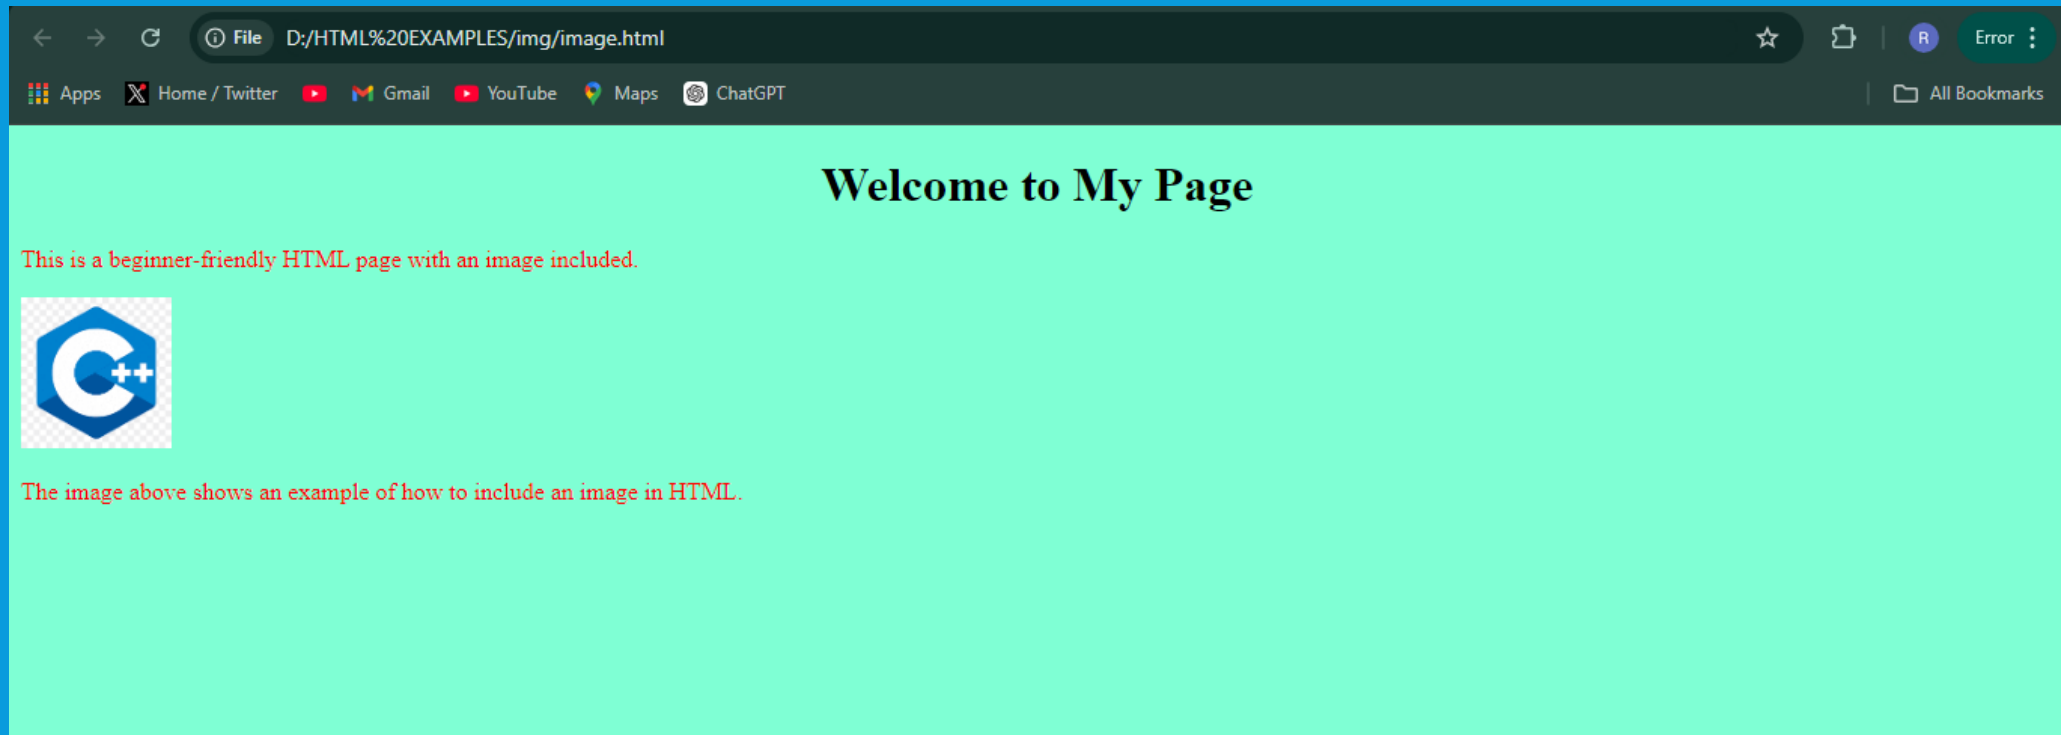 File D:/HTML%20EXAMPLES/img/image.html R Error
Apps X Home / Twitter Gmail YouTube Maps ChatGPT All Bookmarks
Welcome to My Page
This is a beginner-friendly HTML page with an image included.
C++
The image above shows an example of how to include an image in HTML.